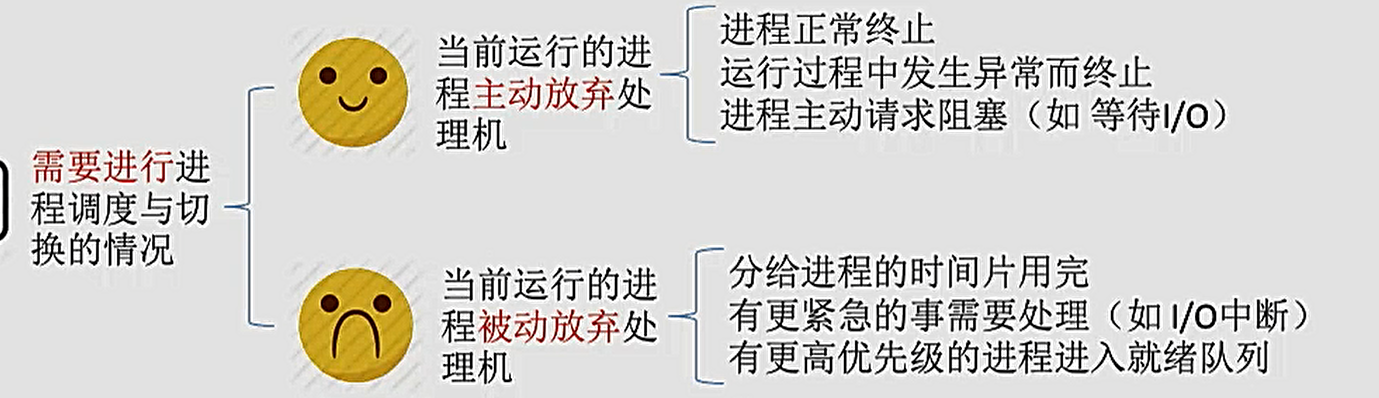 需要进行进
程调度与切
换的情况
当前运行的进
程主动放弃处
理机
进程正常终止
运行过程中发生异常而终止
进程主动请求阻塞（如 等待I/O）
当前运行的进
程被动放弃处
理机
分给进程的时间片用完
有更紧急的事需要处理（如 I/O中断）
有更高优先级的进程进入就绪队列